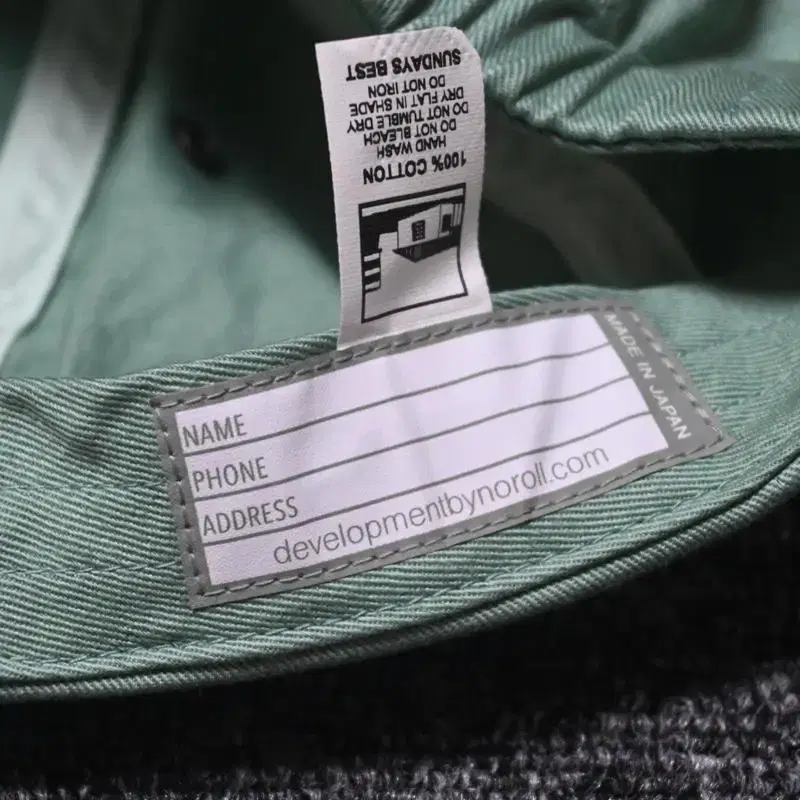 100% COTTON
HAND WASH
DO NOT BLEACH
DO NOT TUMBLE DRY
DRY FLAT IN SHADE
DO NOT IRON
SUNDAYS BEST
MADE IN JAPAN
NAME
PHONE
ADDRESS
developmentbynoroll.com